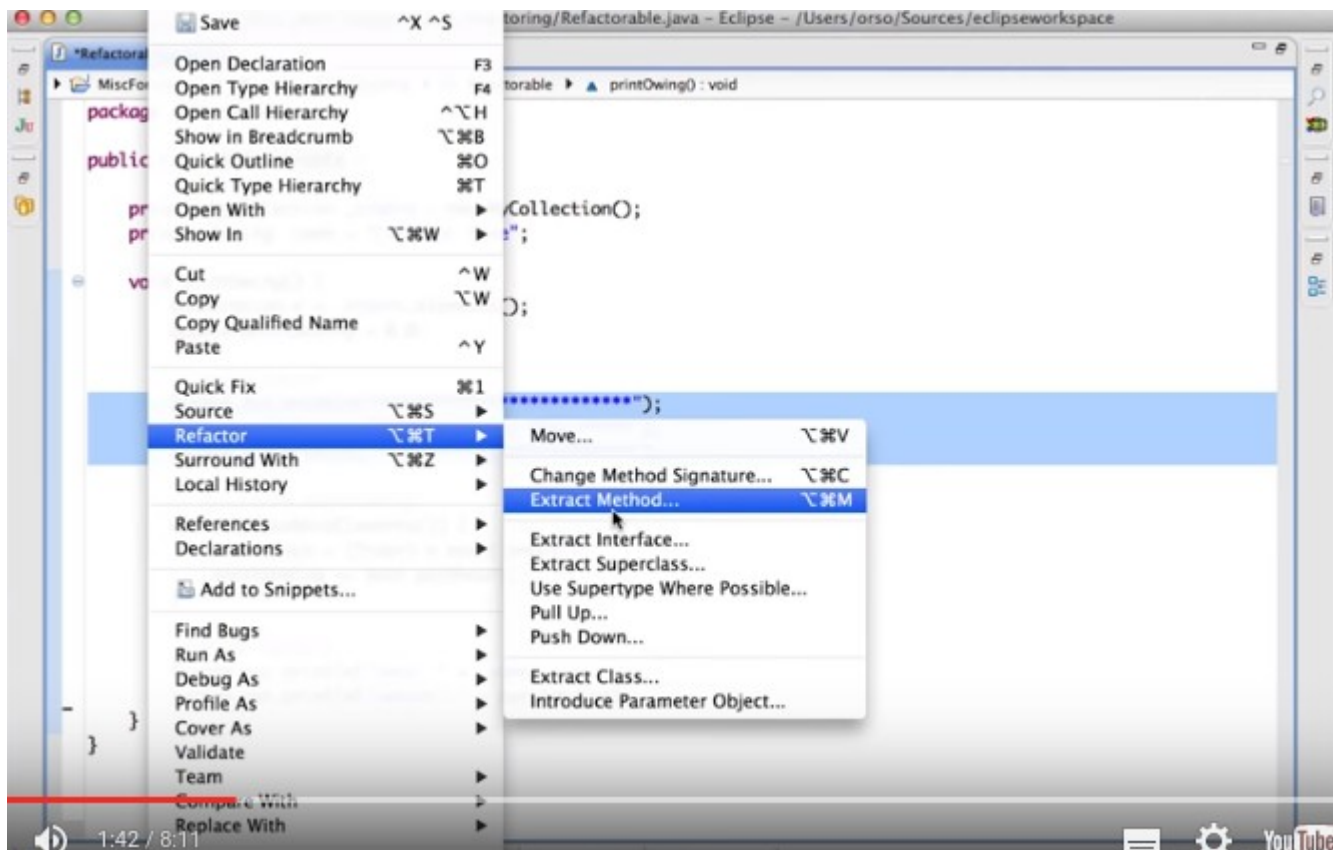 Save ^X ^S
toring/Refactorable.java – Eclipse – /Users/orso/Sources/eclipseworkspace
*Refactoral
Open Declaration F3
MiscFor
Open Type Hierarchy F4
torable ▸ printOwing() : void
packag
Open Call Hierarchy ^⌥H
Show in Breadcrumb ⌥⌘B
public
Quick Outline ⌘O
Quick Type Hierarchy ⌘T
pr
Open With
yCollection();
pr
Show In ⌥⌘W
e";
vo
Cut ^W
Copy ⌥W
();
Copy Qualified Name
Paste ^Y
Quick Fix ⌘1
Source ⌥⌘S
*************");
Refactor ⌥⌘T
Surround With ⌥⌘Z
Local History
References
Declarations
Add to Snippets...
Find Bugs
Run As
Debug As
Profile As
Cover As
Validate
Team
Compare With
Replace With
Move... ⌥⌘V
Change Method Signature... ⌥⌘C
Extract Method... ⌥⌘M
Extract Interface...
Extract Superclass...
Use Supertype Where Possible...
Pull Up...
Push Down...
Extract Class...
Introduce Parameter Object...
}
}
1:42 / 8:11
YouTube